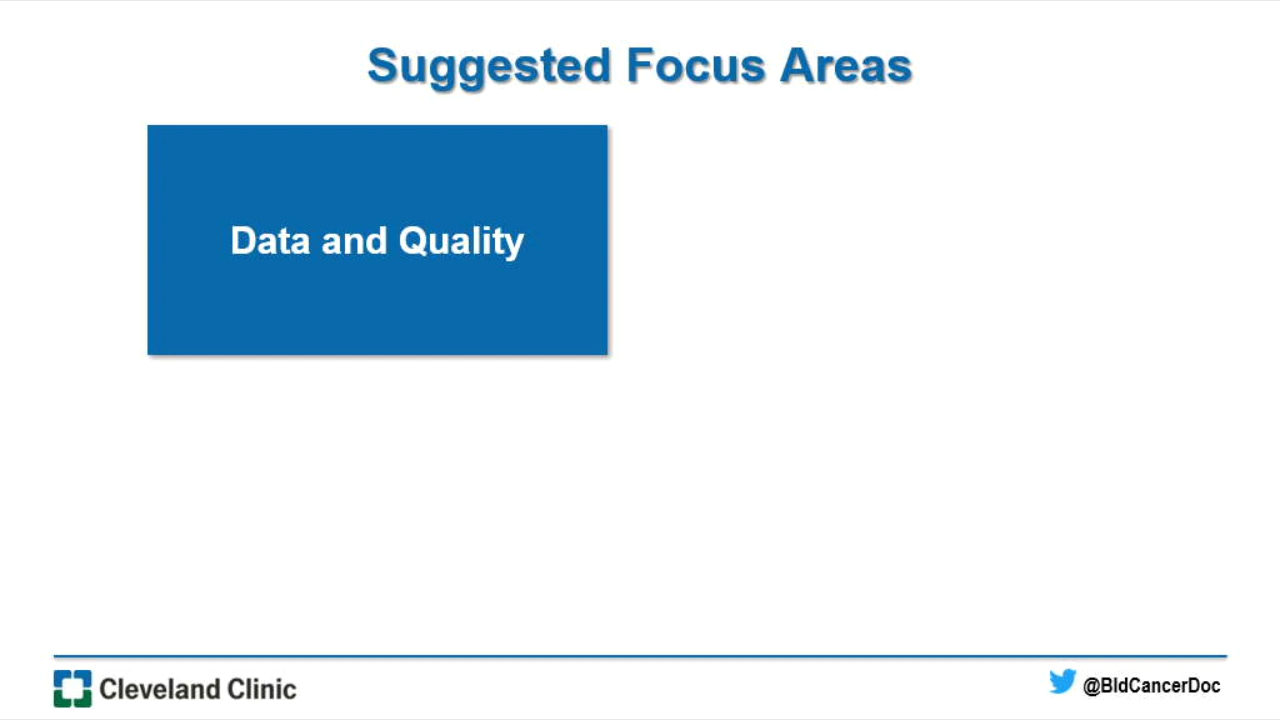 Suggested Focus Areas
Data and Quality
Cleveland Clinic
@BldCancerDoc